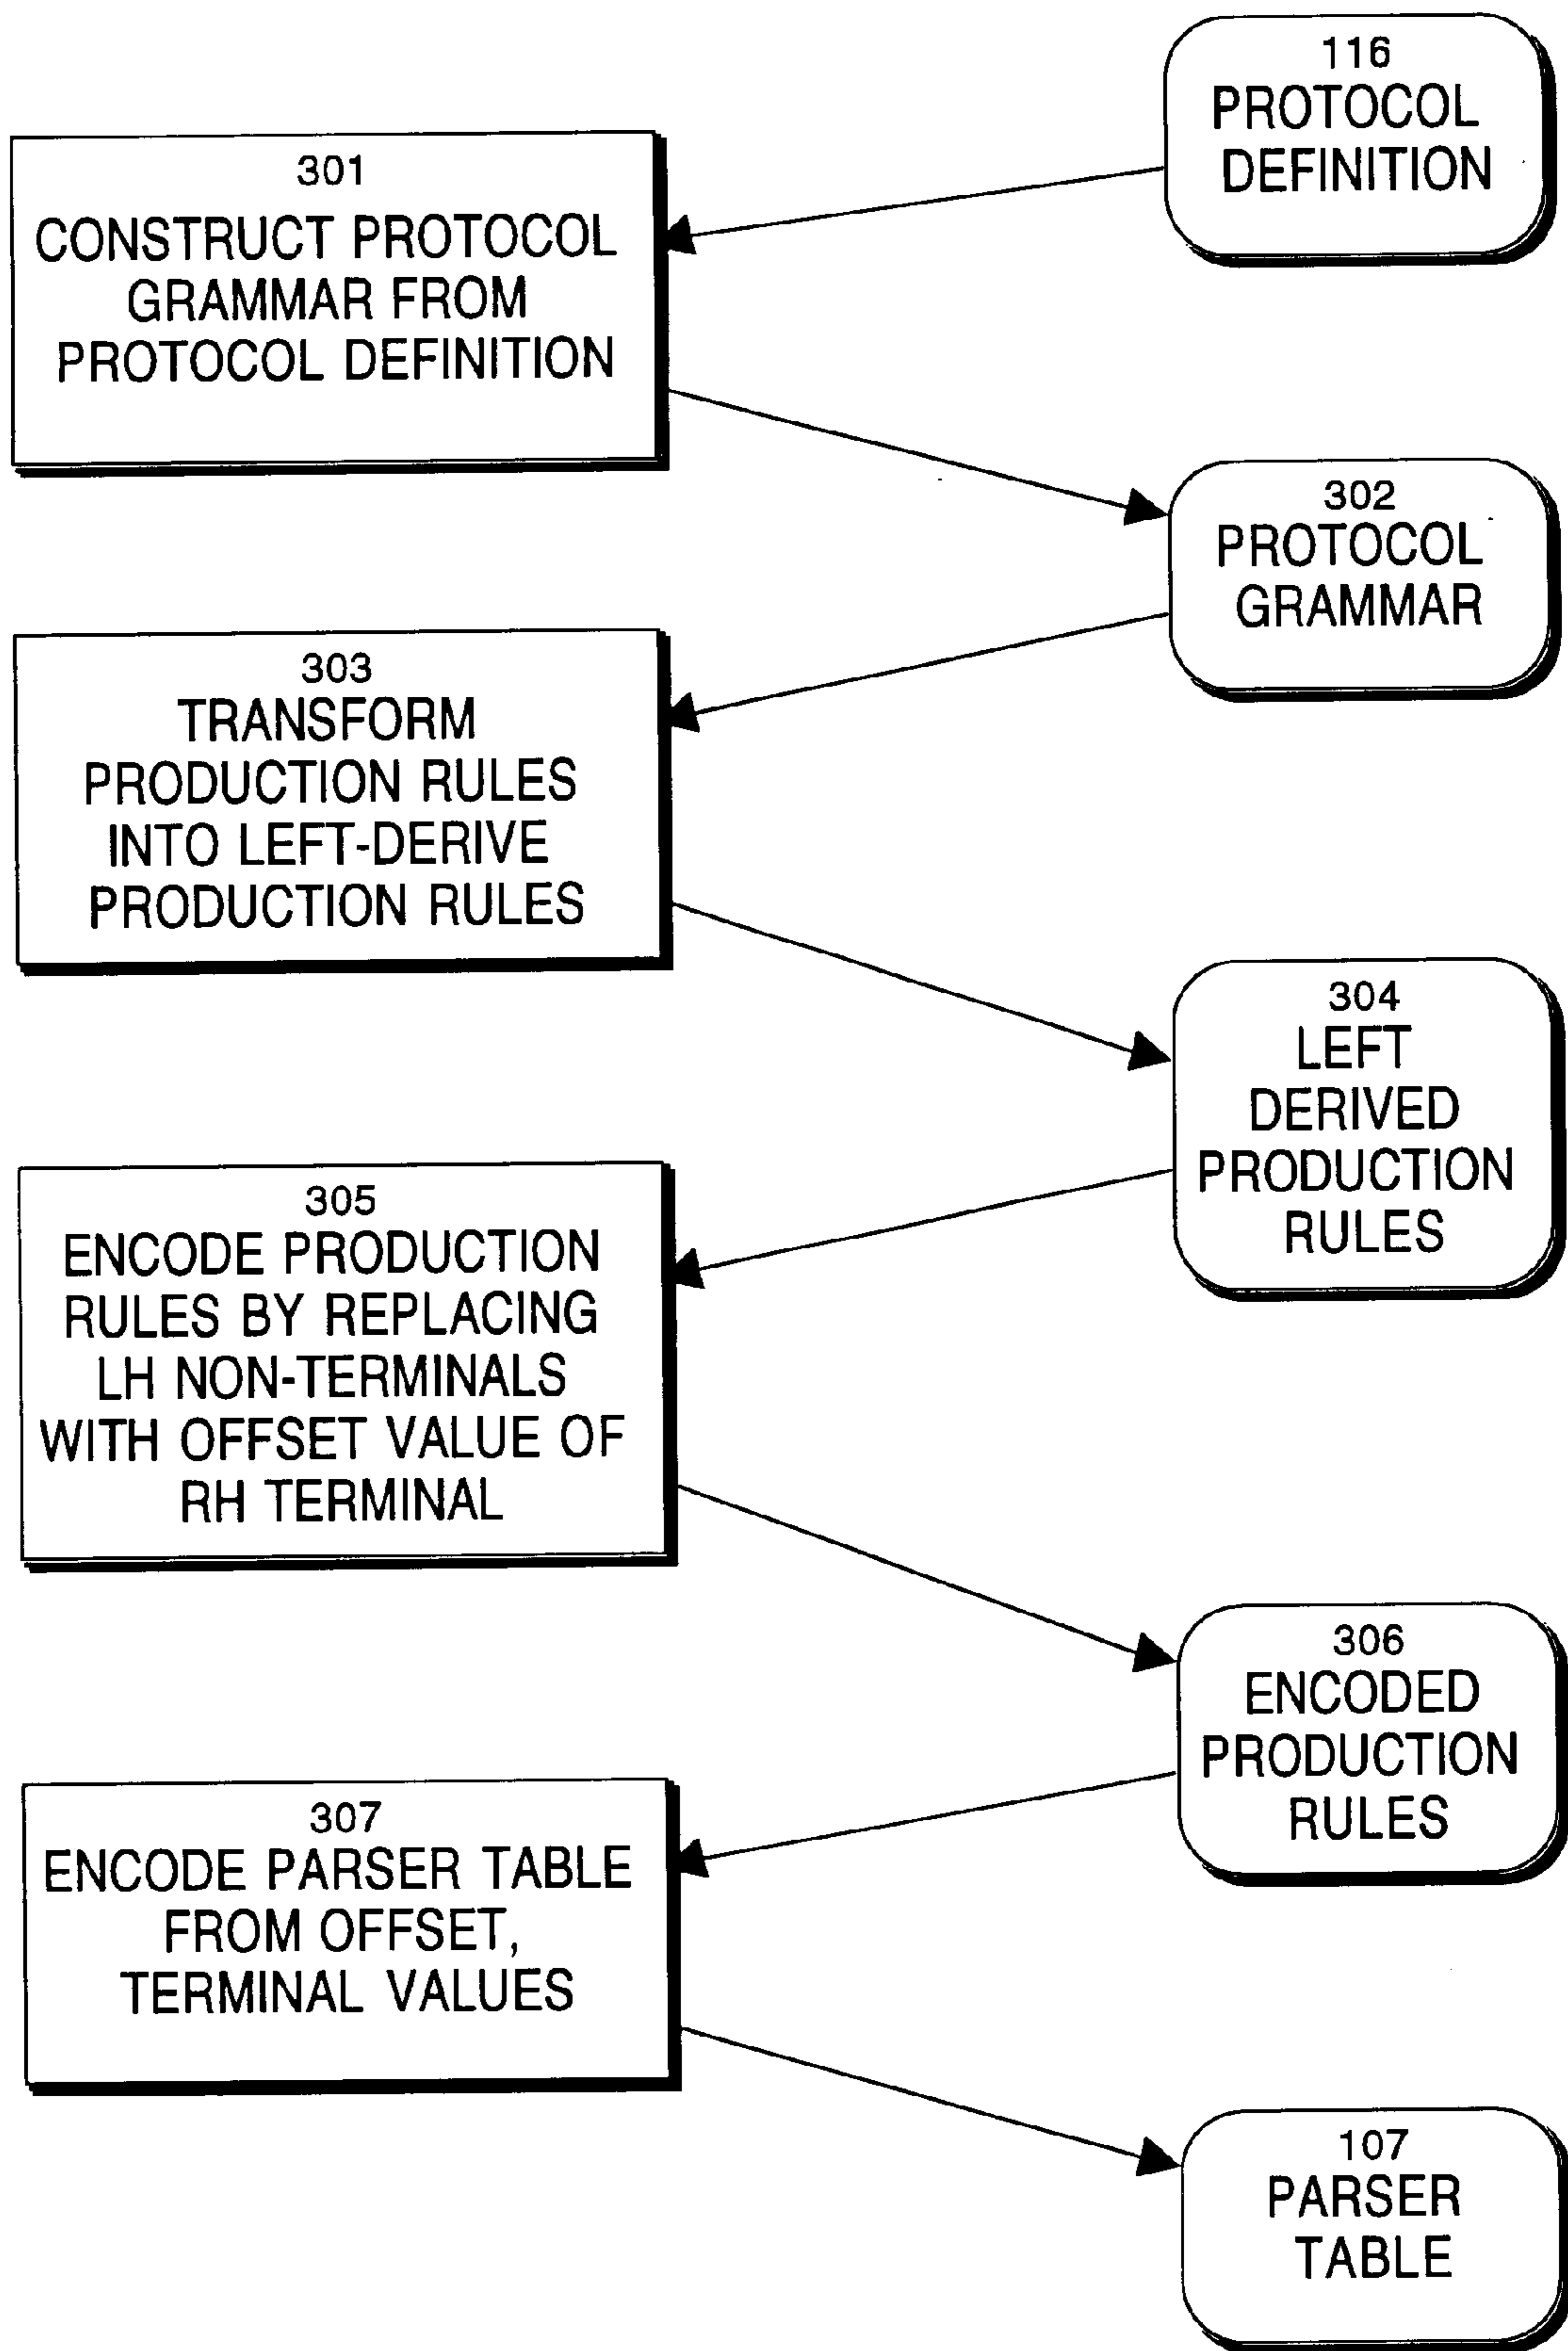 116
PROTOCOL
DEFINITION
301
CONSTRUCT PROTOCOL
GRAMMAR FROM
PROTOCOL DEFINITION
302
PROTOCOL
GRAMMAR
303
TRANSFORM
PRODUCTION RULES
INTO LEFT-DERIVE
PRODUCTION RULES
304
LEFT
DERIVED
PRODUCTION
RULES
305
ENCODE PRODUCTION
RULES BY REPLACING
LH NON-TERMINALS
WITH OFFSET VALUE OF
RH TERMINAL
306
ENCODED
PRODUCTION
RULES
307
ENCODE PARSER TABLE
FROM OFFSET,
TERMINAL VALUES
107
PARSER
TABLE